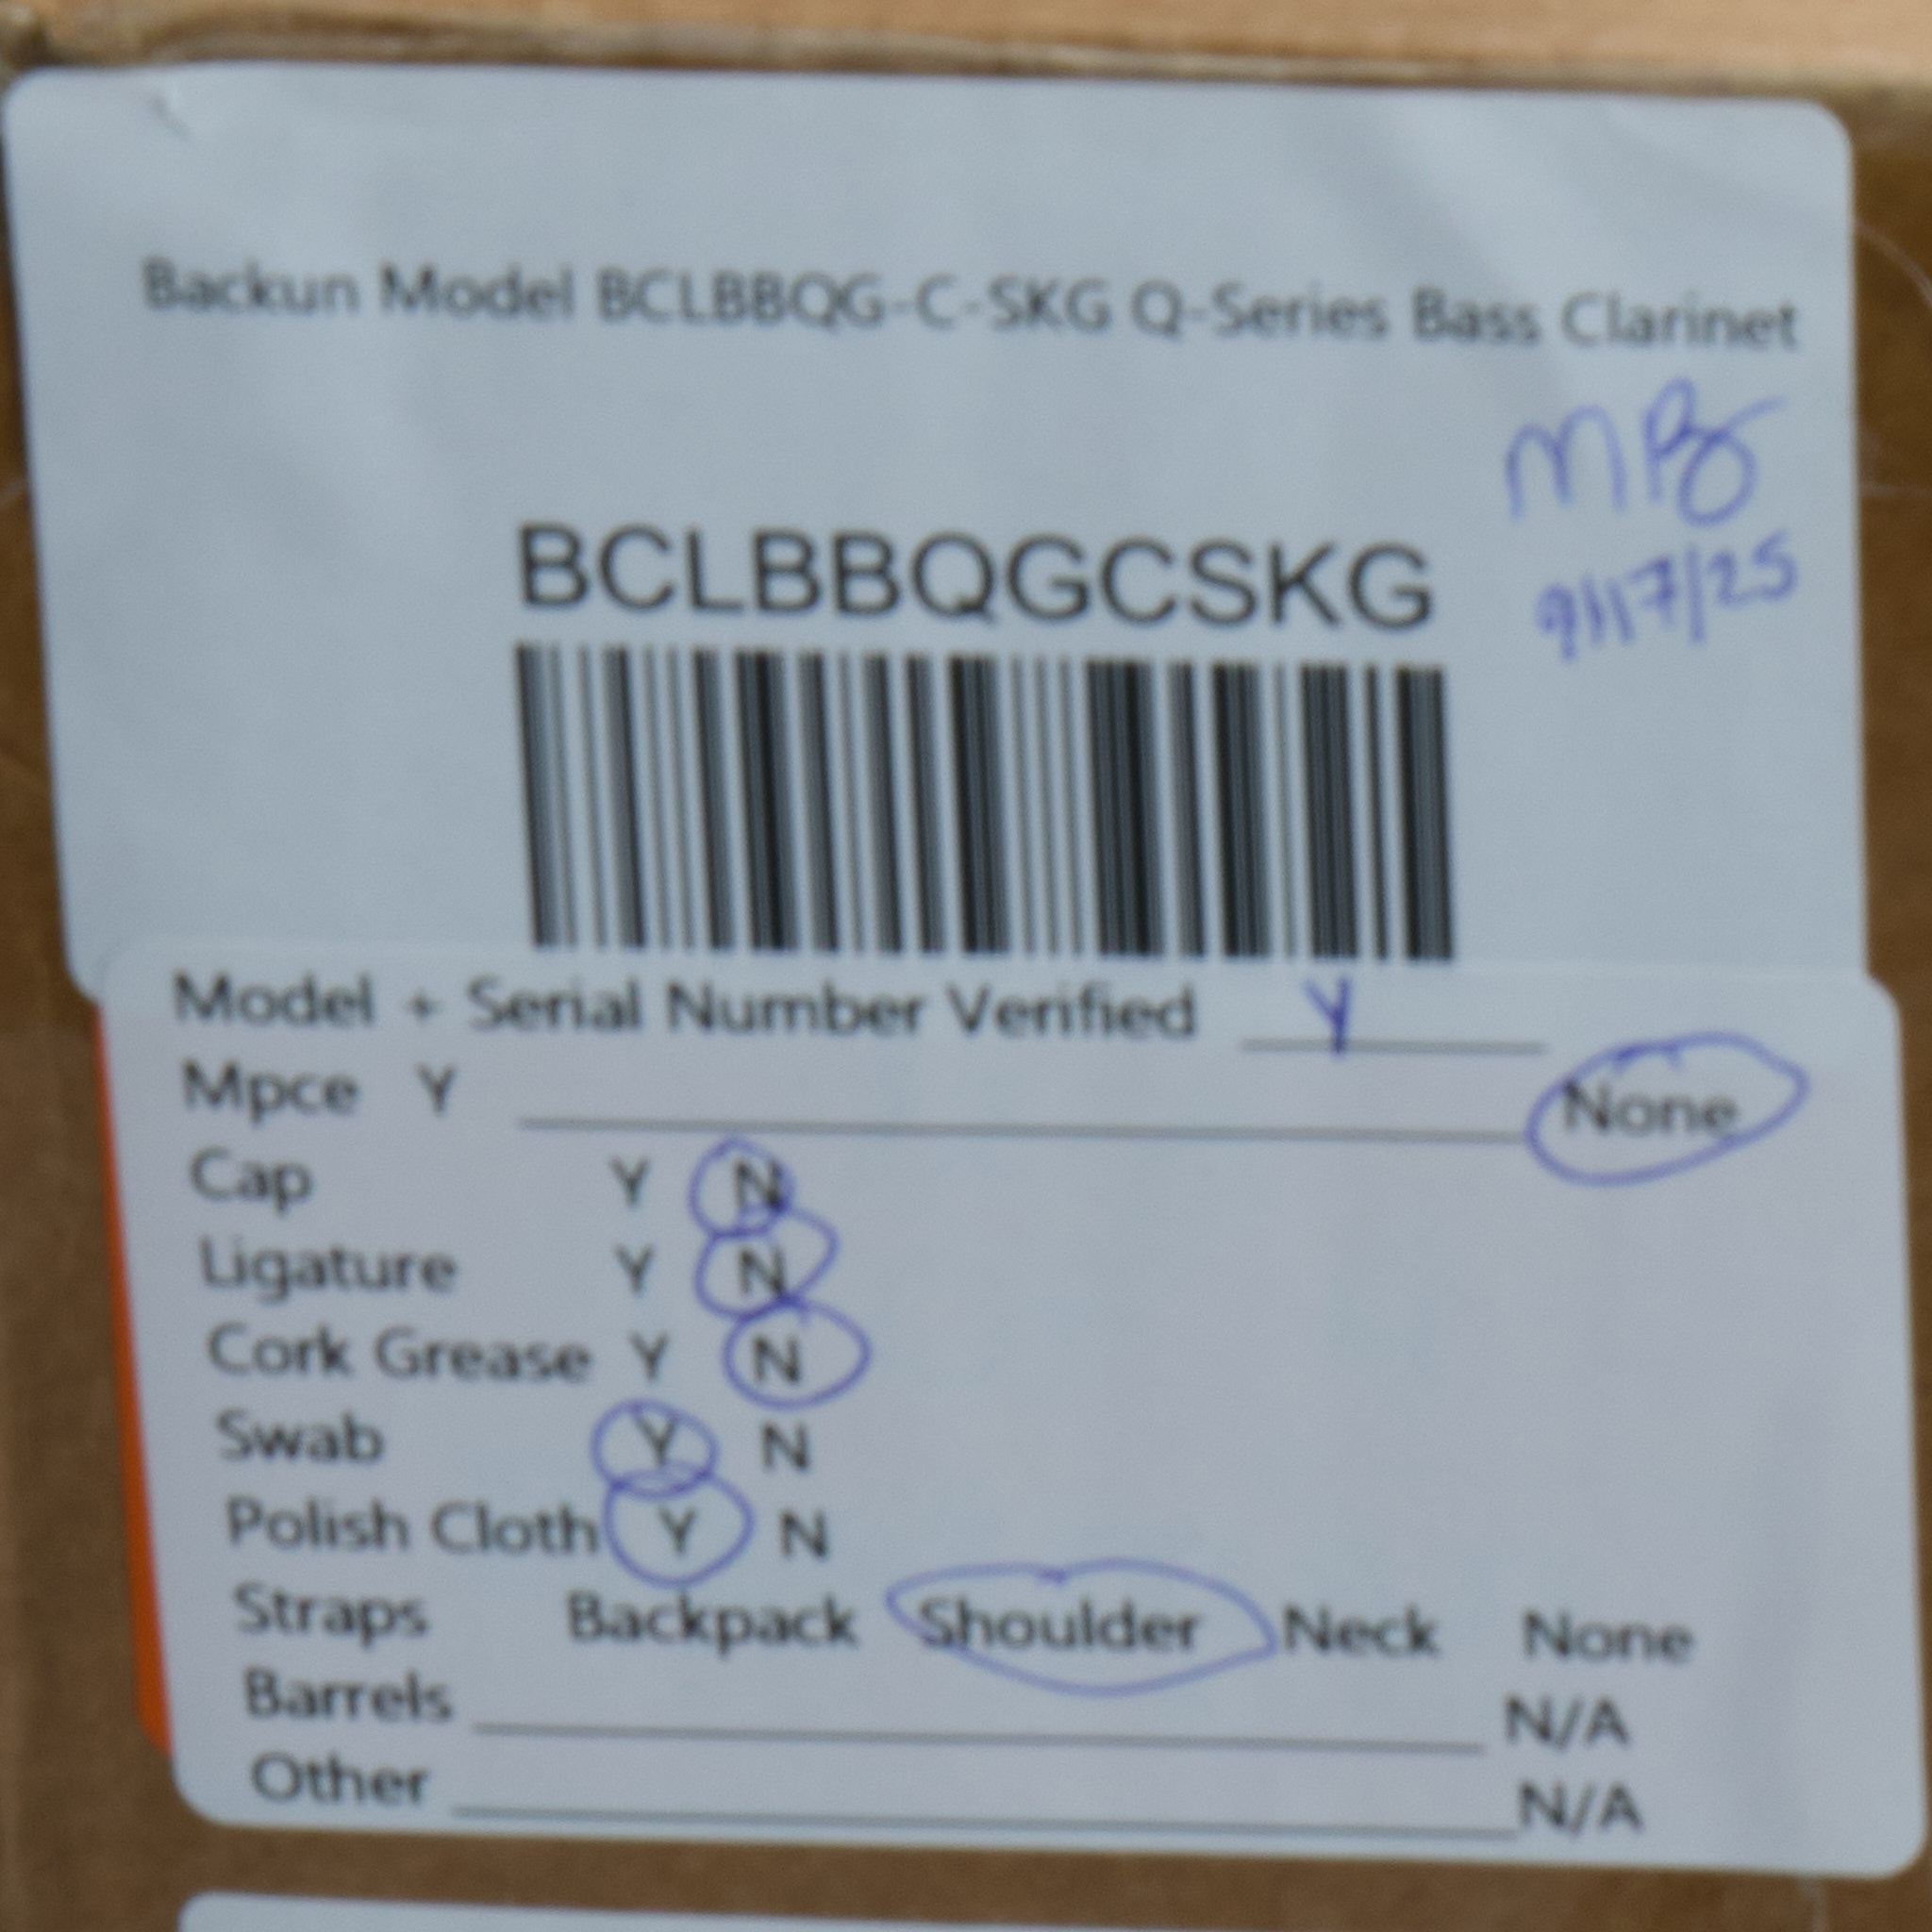 Backun Model BCLBBQG-C-SKG Q-Series Bass Clarinet
9/17/25
BCLBBQGCSKG
Model + Serial Number Verified Y
Mpce Y None
Cap Y N
Ligature Y N
Cork Grease Y N
Swab Y N
Polish Cloth Y N
Straps Backpack Shoulder Neck None
Barrels N/A
Other N/A